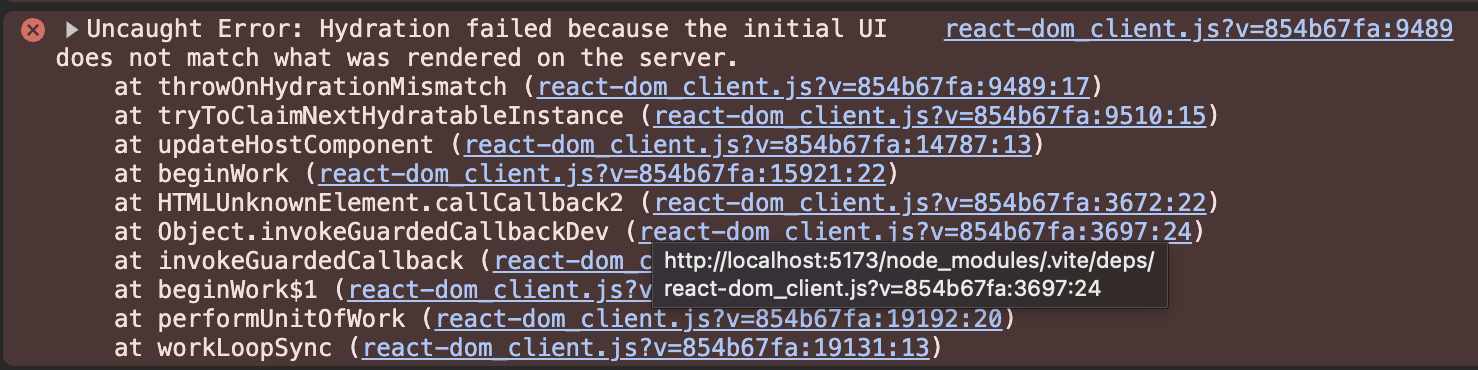 Uncaught Error: Hydration failed because the initial UI react-dom_client.js?v=854b67fa:9489
does not match what was rendered on the server.
at throwOnHydrationMismatch (react-dom_client.js?v=854b67fa:9489:17)
at tryToClaimNextHydratableInstance (react-dom_client.js?v=854b67fa:9510:15)
at updateHostComponent (react-dom_client.js?v=854b67fa:14787:13)
at beginWork (react-dom_client.js?v=854b67fa:15921:22)
at HTMLUnknownElement.callCallback2 (react-dom_client.js?v=854b67fa:3672:22)
at Object.invokeGuardedCallbackDev (react-dom_client.js?v=854b67fa:3697:24)
at invokeGuardedCallback (react-dom_c
http://localhost:5173/node_modules/.vite/deps/
react-dom_client.js?v=854b67fa:3697:24
at beginWork$1 (react-dom_client.js?v
at performUnitOfWork (react-dom_client.js?v=854b67fa:19192:20)
at workLoopSync (react-dom_client.js?v=854b67fa:19131:13)